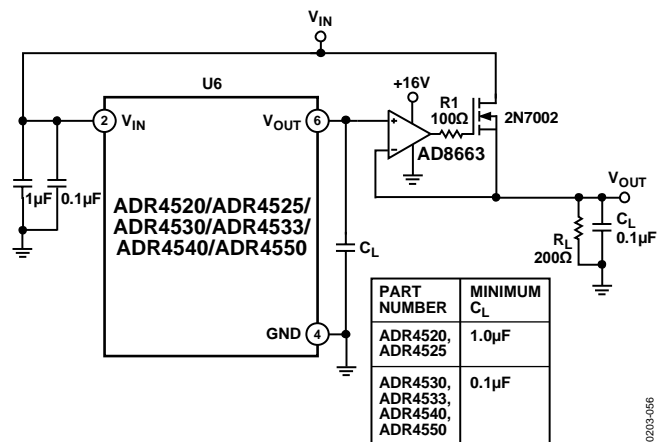 VIN
U6
+16V
2
VIN
VOUT
6
+
−
R1
100Ω
2N7002
AD8663
VOUT
1µF
0.1µF
ADR4520/ADR4525/
ADR4530/ADR4533/
ADR4540/ADR4550
CL
RL
200Ω
CL
0.1µF
GND
4
PART
NUMBER
MINIMUM
CL
ADR4520,
ADR4525
1.0µF
ADR4530,
ADR4533,
ADR4540,
ADR4550
0.1µF
0203-056